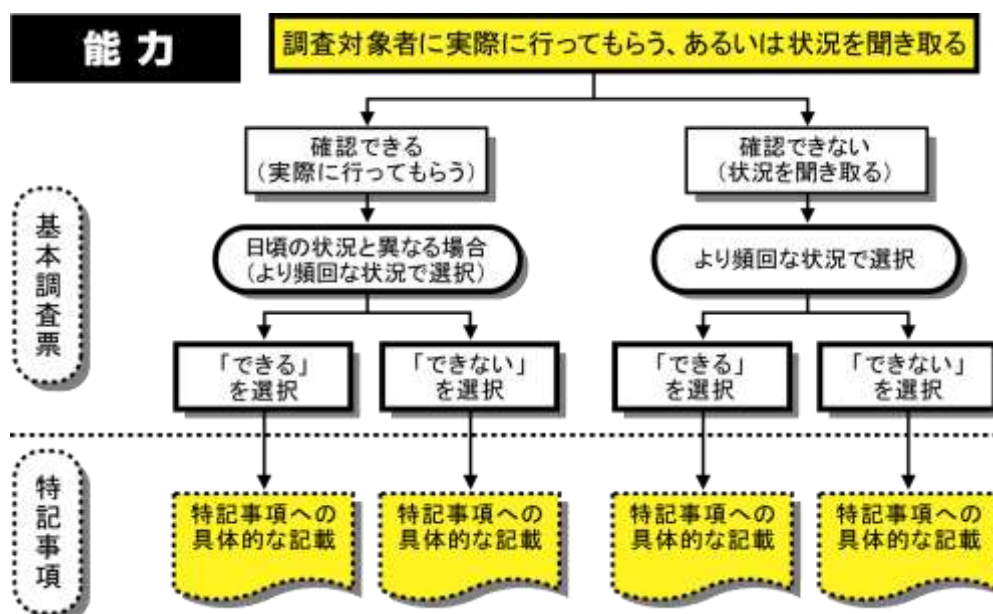 能力
調査対象者に実際に行ってもらう、あるいは状況を聞き取る
確認できる
(実際に行ってもらう)
確認できない
(状況を聞き取る)
基本調査票
日頃の状況と異なる場合
(より頻回な状況で選択)
より頻回な状況で選択
「できる」
を選択
「できない」
を選択
「できる」
を選択
「できない」
を選択
特記事項
特記事項への
具体的な記載
特記事項への
具体的な記載
特記事項への
具体的な記載
特記事項への
具体的な記載